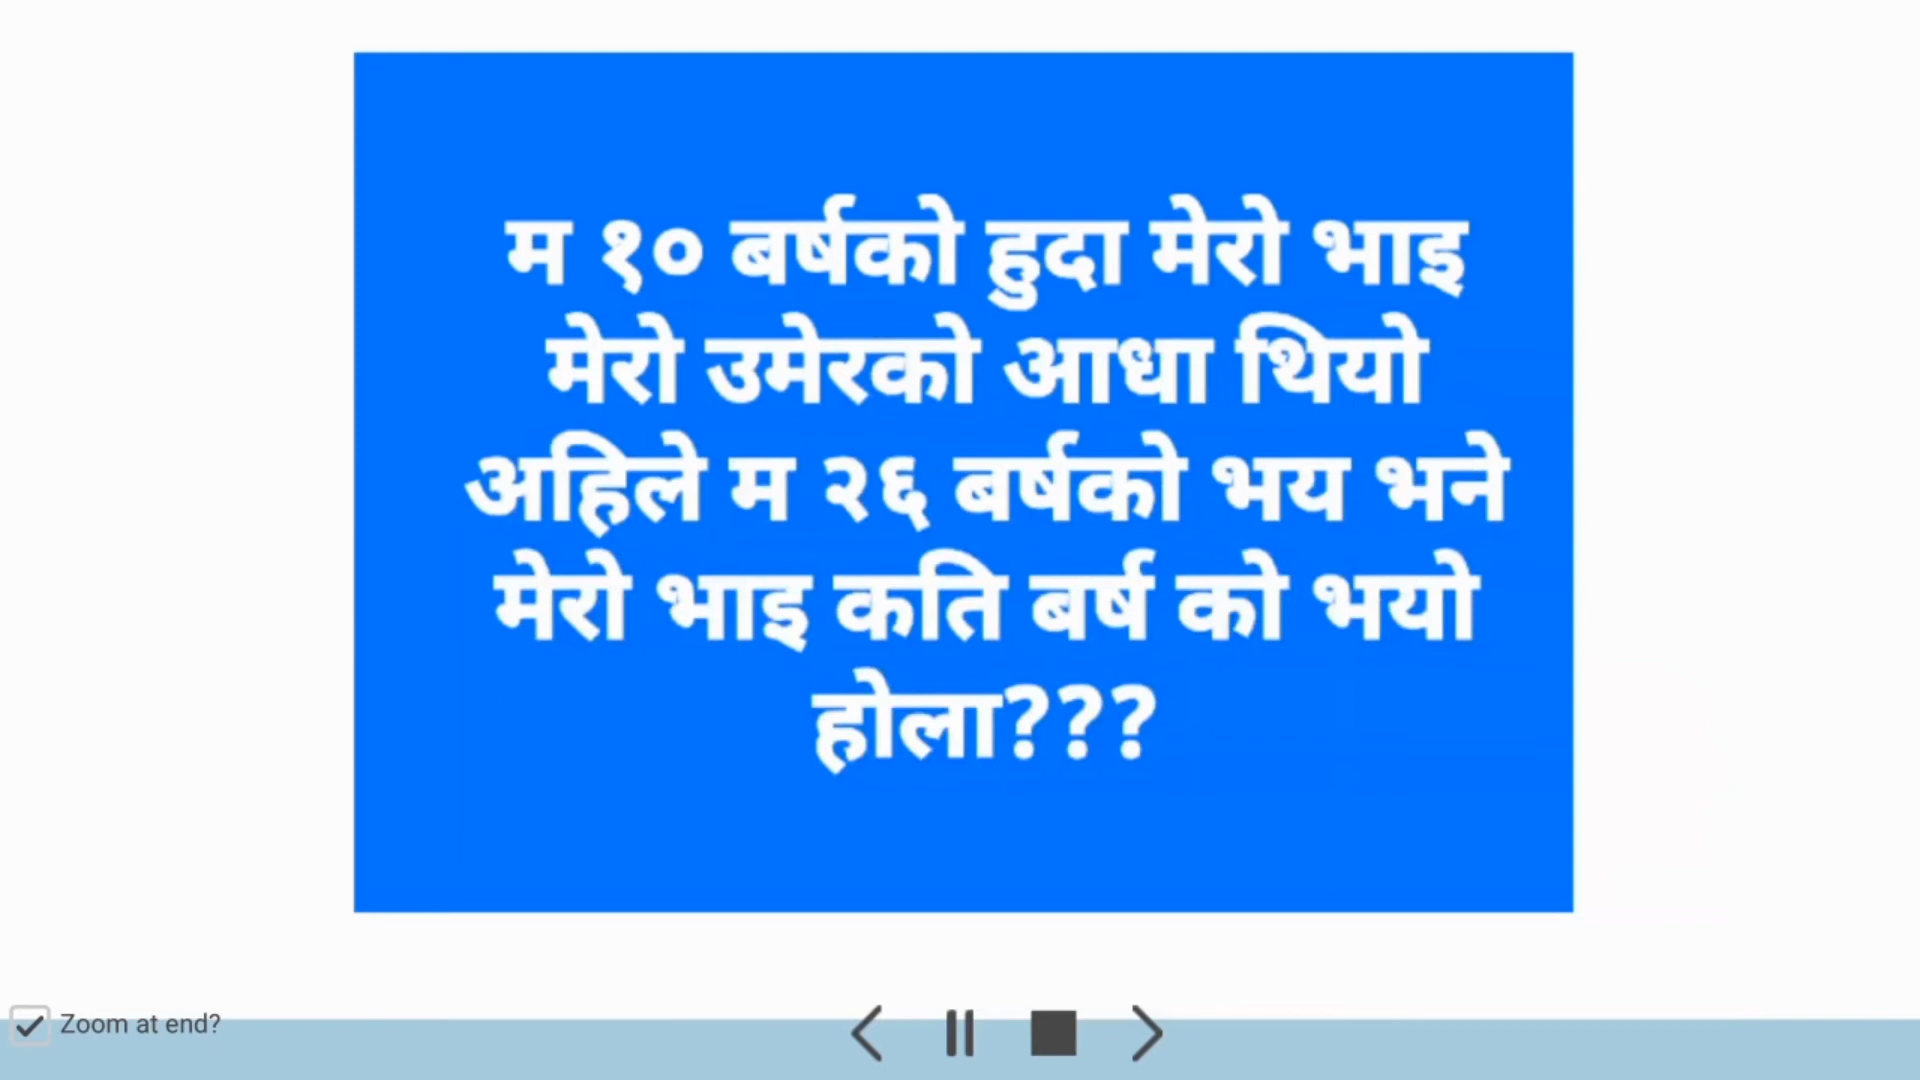 म १० बर्षको हुदा मेरो भाइ
मेरो उमेरको आधा थियो
अहिले म २६ बर्षको भय भने
मेरो भाइ कति बर्ष को भयो
होला???
Zoom at end?